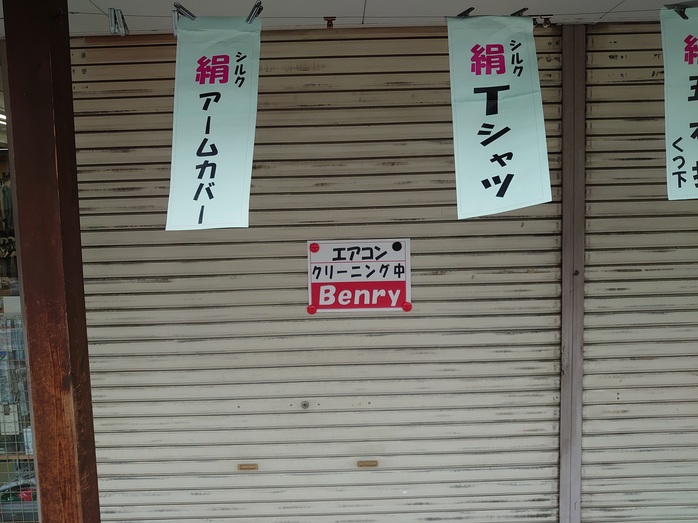 絹
シルク
アームカバー
絹
シルク
Tシャツ
エアコン
クリーニング中
Benry
くつ下